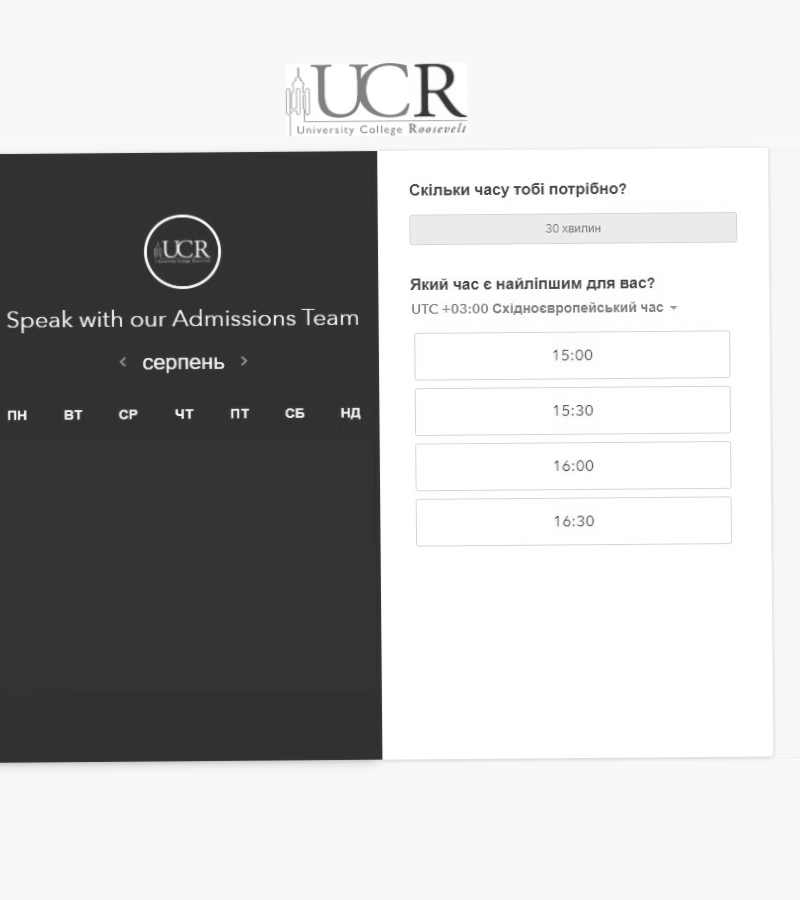 UCR
University College Roosevelt
UCR
Speak with our Admissions Team
серпень
ПН ВТ СР ЧТ ПТ СБ НД
Скільки часу тобі потрібно?
30 хвилин
Який час є найліпшим для вас?
UTC +03:00 Східноєвропейський час
15:00
15:30
16:00
16:30